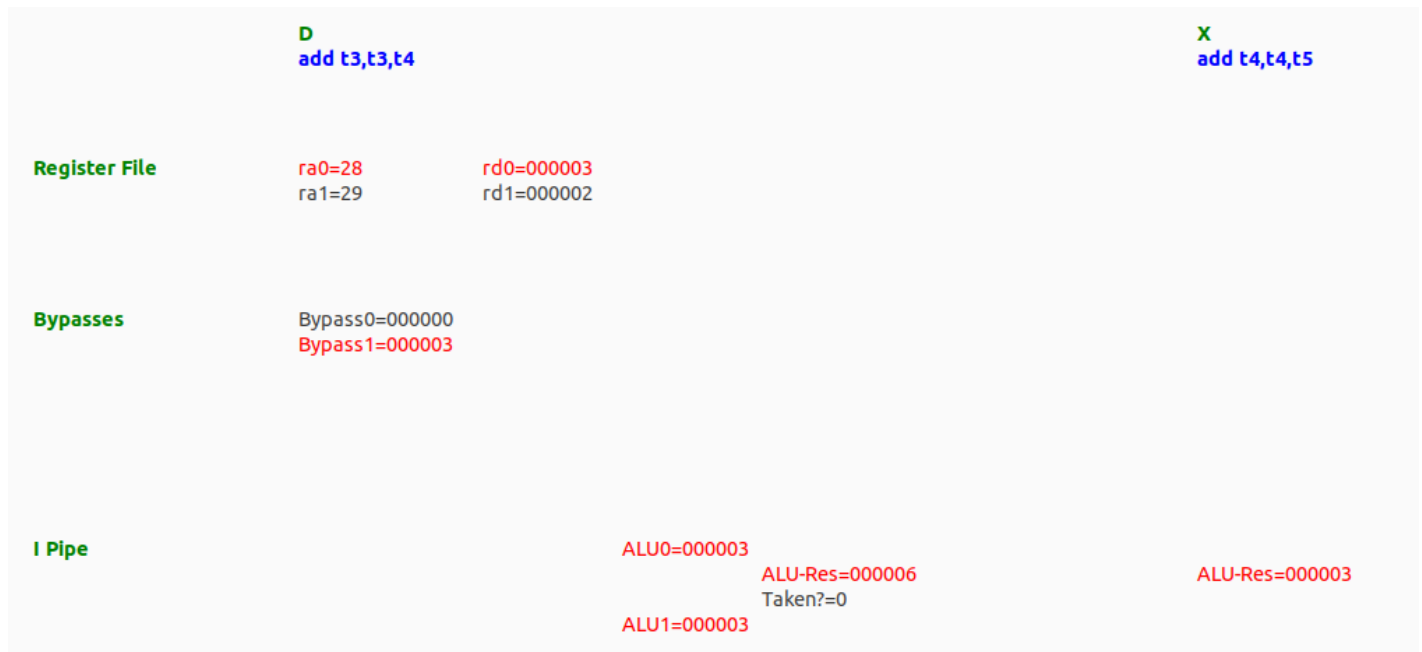 D X
add t3,t3,t4 add t4,t4,t5
Register File ra0=28 rd0=000003
ra1=29 rd1=000002
Bypasses Bypass0=000000
Bypass1=000003
I Pipe ALU0=000003
ALU-Res=000006 ALU-Res=000003
Taken?=0
ALU1=000003